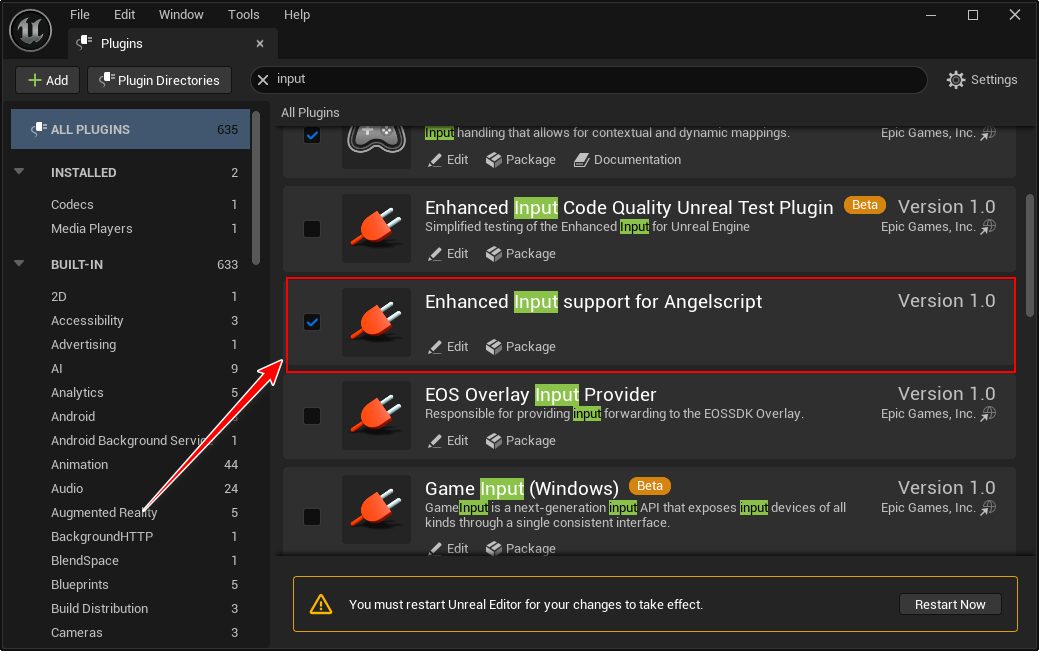 File Edit Window Tools Help
Plugins
Add Plugin Directories input Settings
ALL PLUGINS 635
INSTALLED 2
Codecs 1
Media Players 1
BUILT-IN 633
2D 1
Accessibility 3
Advertising 1
AI 9
Analytics 5
Android
Android Background Servic 1
Animation 44
Audio 24
Augmented Reality 5
BackgroundHTTP 1
BlendSpace 1
Blueprints 5
Build Distribution 3
Cameras 3
All Plugins
Input handling that allows for contextual and dynamic mappings. Epic Games, Inc.
Edit Package Documentation
Enhanced Input Code Quality Unreal Test Plugin Beta Version 1.0
Simplified testing of the Enhanced Input for Unreal Engine Epic Games, Inc.
Edit Package
Enhanced Input support for Angelscript Version 1.0
Edit Package
EOS Overlay Input Provider Version 1.0
Responsible for providing input forwarding to the EOSSDK Overlay. Epic Games, Inc.
Edit Package
Game Input (Windows) Beta Version 1.0
GameInput is a next-generation input API that exposes input devices of all Epic Games, Inc.
kinds through a single consistent interface.
Edit Package
You must restart Unreal Editor for your changes to take effect. Restart Now